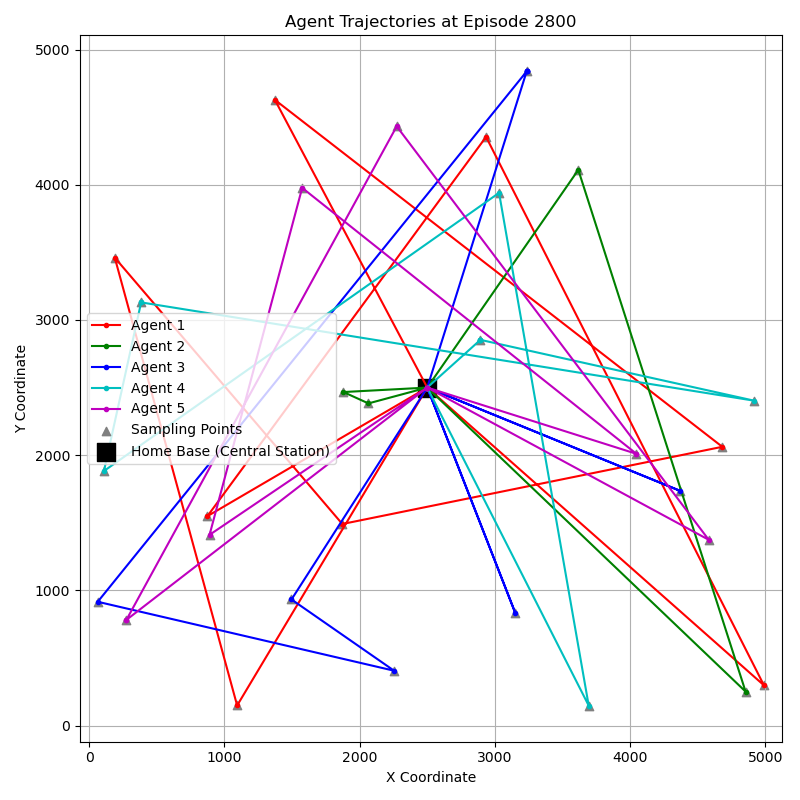 Agent Trajectories at Episode 2800
5000
4000
3000
2000
1000
0
Y Coordinate
Agent 1
Agent 2
Agent 3
Agent 4
Agent 5
Sampling Points
Home Base (Central Station)
0 1000 2000 3000 4000 5000
X Coordinate